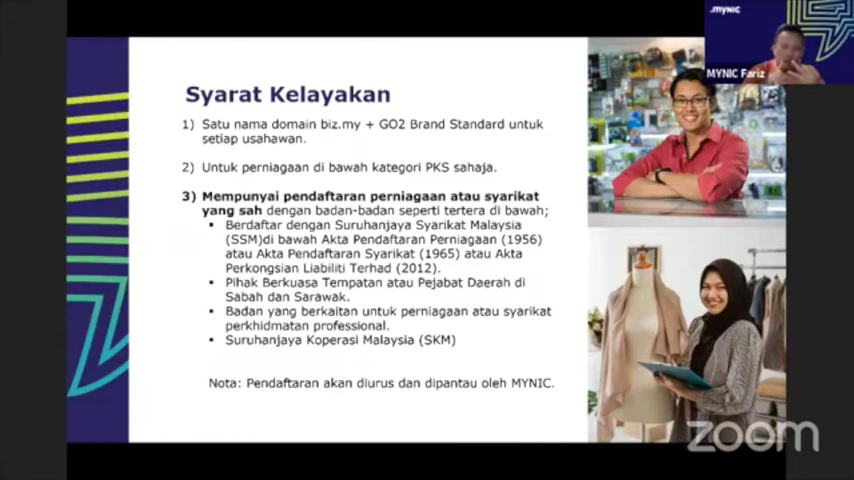 .mYNIC
MYNIC Fariz
Syarat Kelayakan
1) Satu nama domain biz.my + GO2 Brand Standard untuk
setiap usahawan.
2) Untuk perniagaan di bawah kategori PKS sahaja.
3) Mempunyai pendaftaran perniagaan atau syarikat
yang sah dengan badan-badan seperti tertera di bawah;
▪ Berdaftar dengan Suruhanjaya Syarikat Malaysia
(SSM)di bawah Akta Pendaftaran Perniagaan (1956)
atau Akta Pendaftaran Syarikat (1965) atau Akta
Perkongsian Liabiliti Terhad (2012).
▪ Pihak Berkuasa Tempatan atau Pejabat Daerah di
Sabah dan Sarawak.
▪ Badan yang berkaitan untuk perniagaan atau syarikat
perkhidmatan professional.
▪ Suruhanjaya Koperasi Malaysia (SKM)
Nota: Pendaftaran akan diurus dan dipantau oleh MYNIC.
zoom